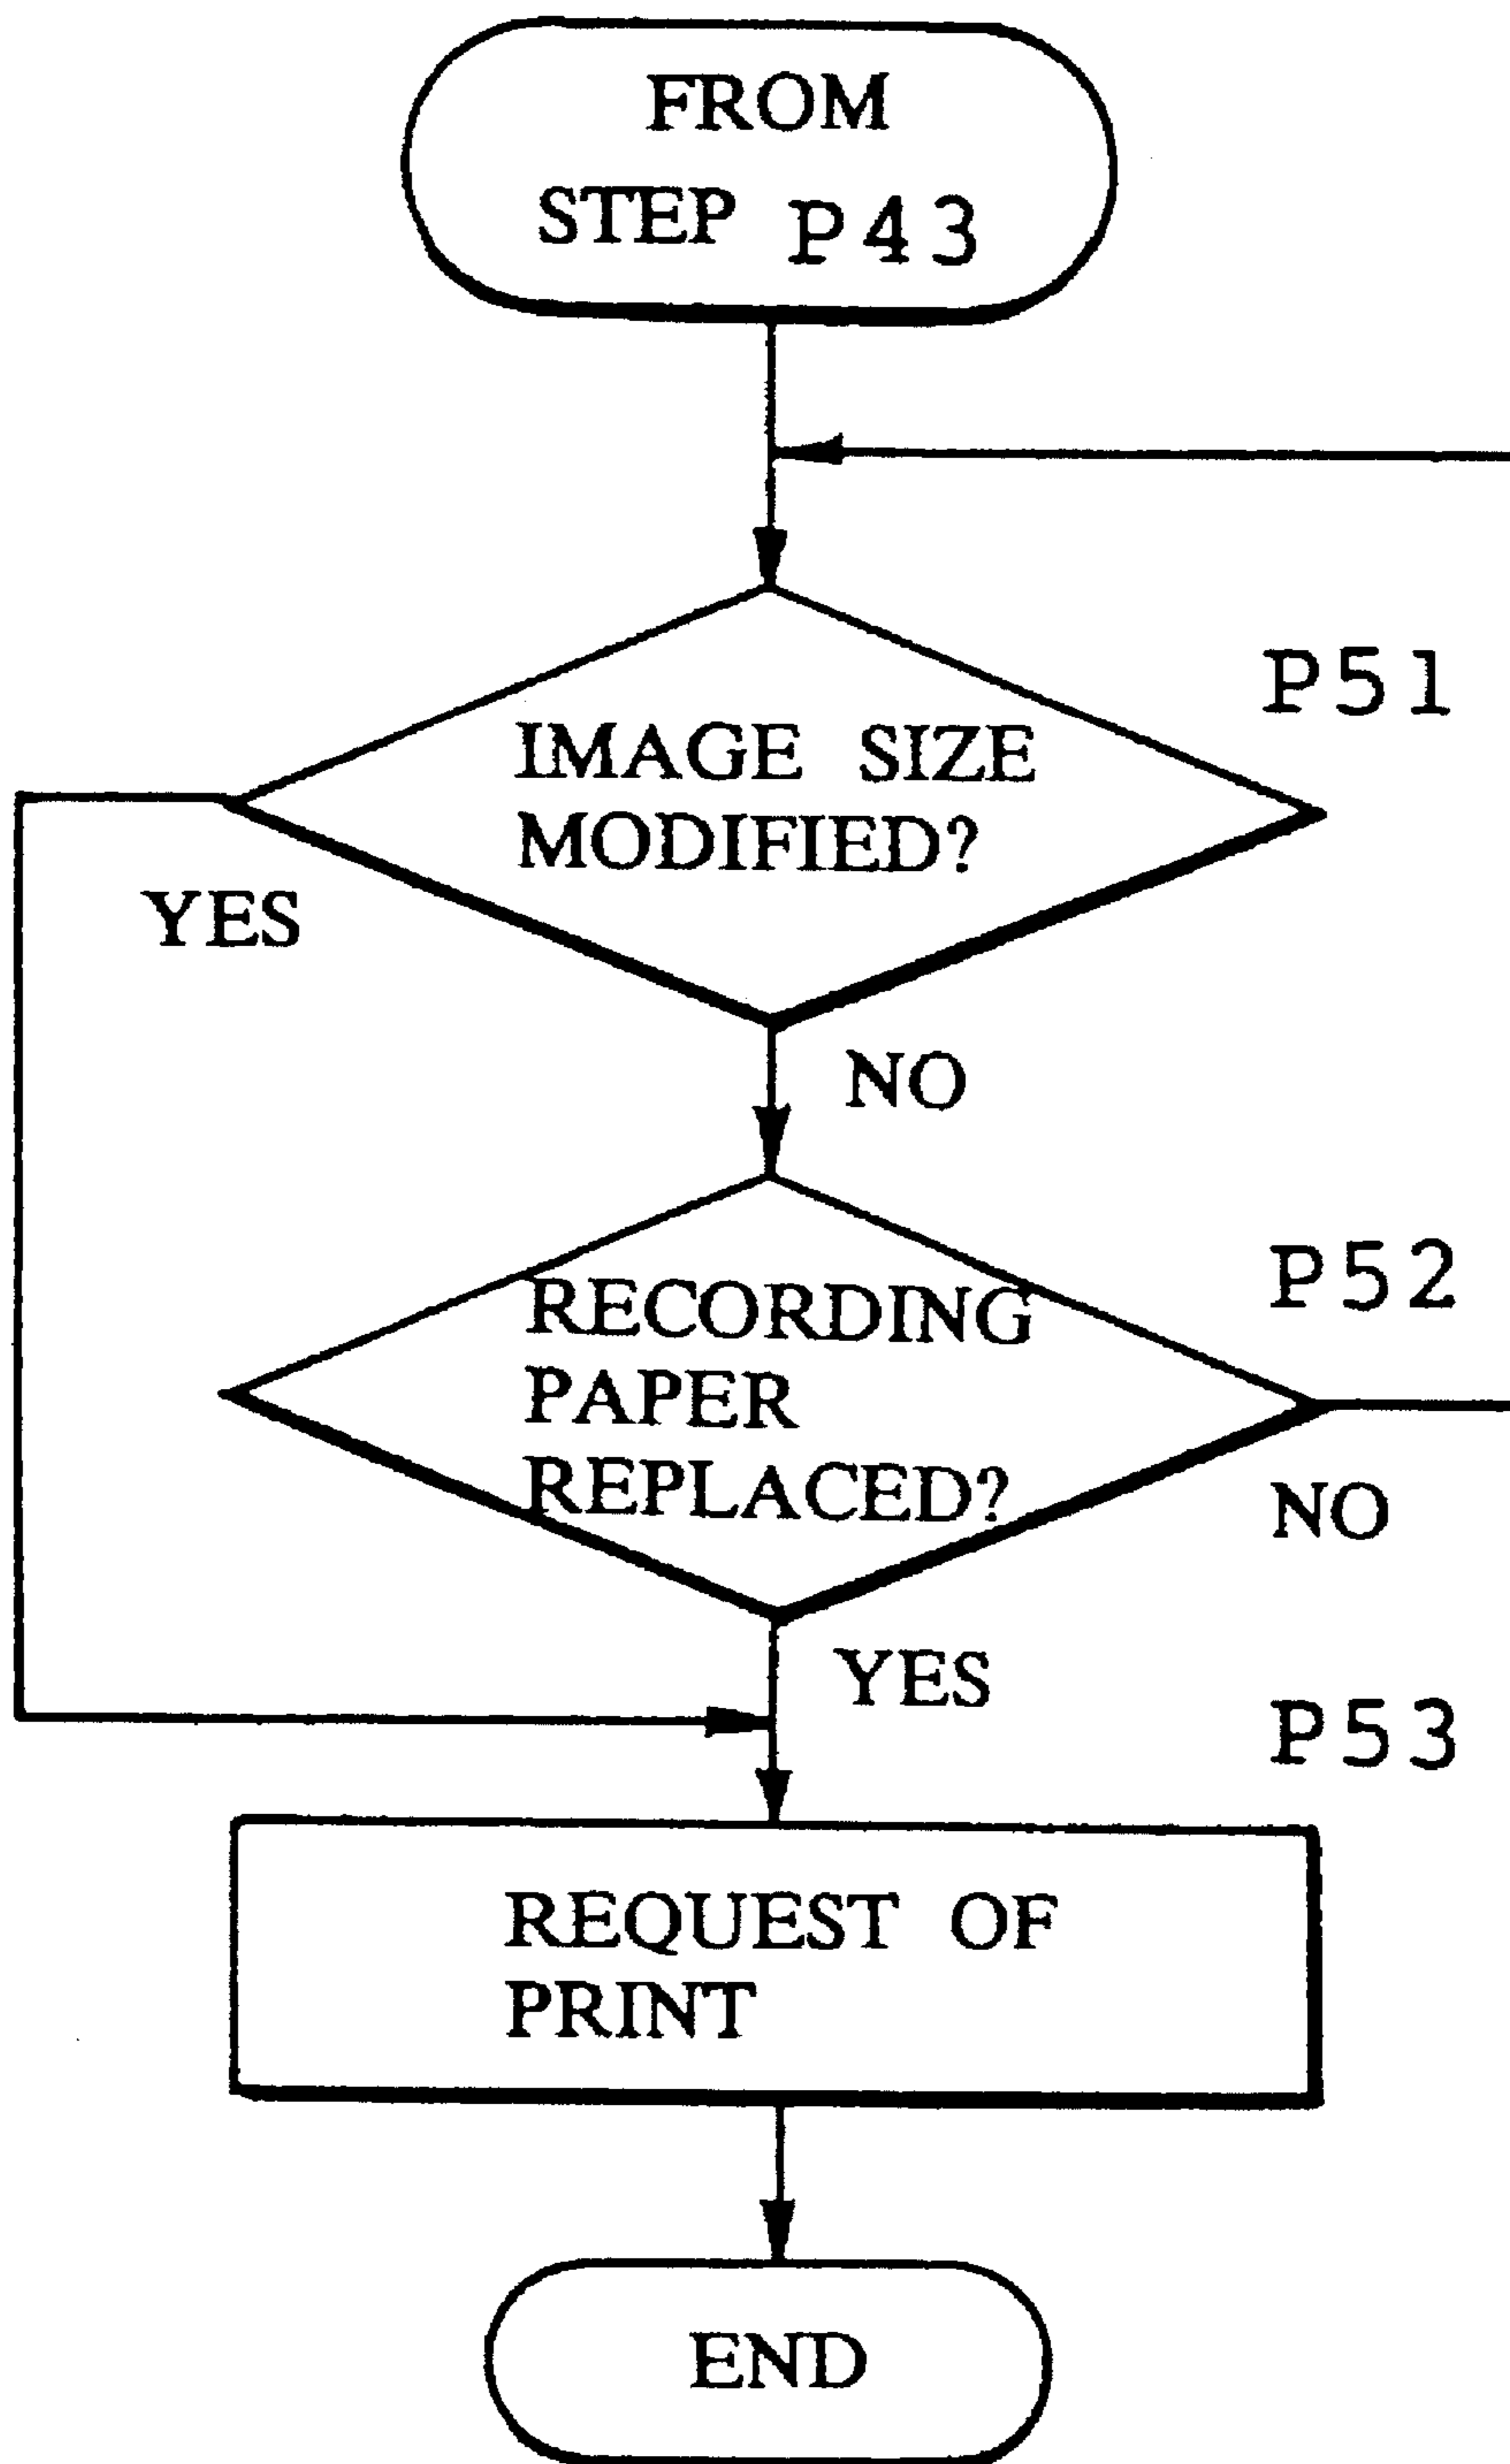 FROM
STEP P43
P51
IMAGE SIZE
MODIFIED?
YES
NO
P52
RECORDING
PAPER
REPLACED?
NO
YES
P53
REQUEST OF
PRINT
END